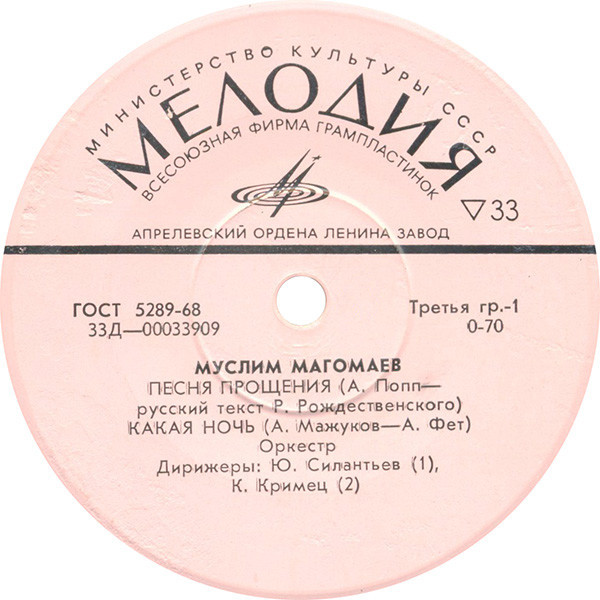 МИНИСТЕРСТВО КУЛЬТУРЫ СССР
МЕЛОДИЯ
ВСЕСОЮЗНАЯ ФИРМА ГРАМПЛАСТИНОК
▽33
АПРЕЛЕВСКИЙ ОРДЕНА ЛЕНИНА ЗАВОД
ГОСТ 5289-68 Третья гр.-1
33Д—00033909 0-70
МУСЛИМ МАГОМАЕВ
ПЕСНЯ ПРОЩЕНИЯ (А. Попп—
русский текст Р. Рождественского)
КАКАЯ НОЧЬ (А. Мажуков—А. Фет)
Оркестр
Дирижеры: Ю. Силантьев (1),
К. Кримец (2)